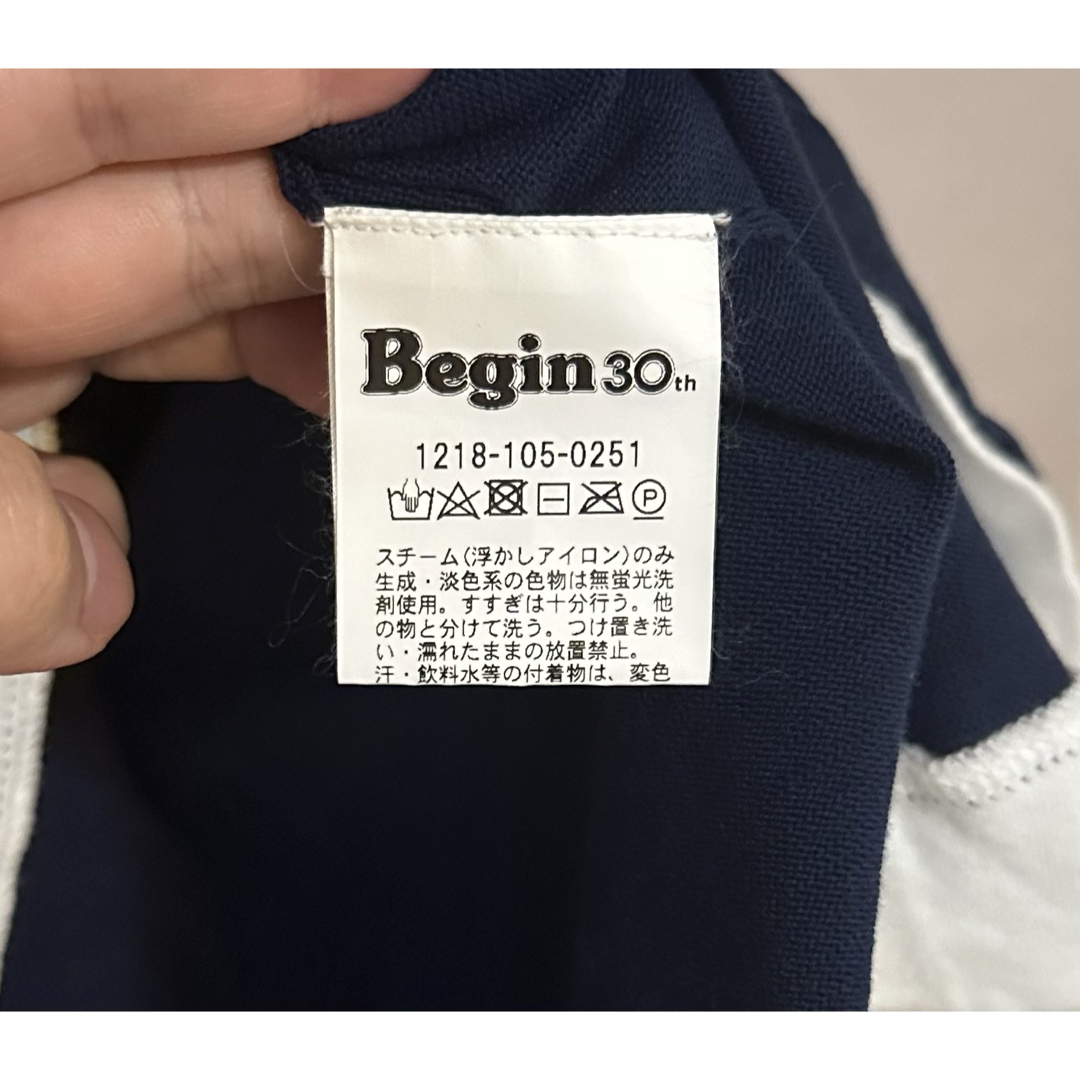 Begin 30th
1218-105-0251
P
スチーム(浮かしアイロン)のみ
生成・淡色系の色物は無蛍光洗
剤使用。すすぎは十分行う。他
の物と分けて洗う。つけ置き洗
い・濡れたままの放置禁止。
汗・飲料水等の付着物は、変色